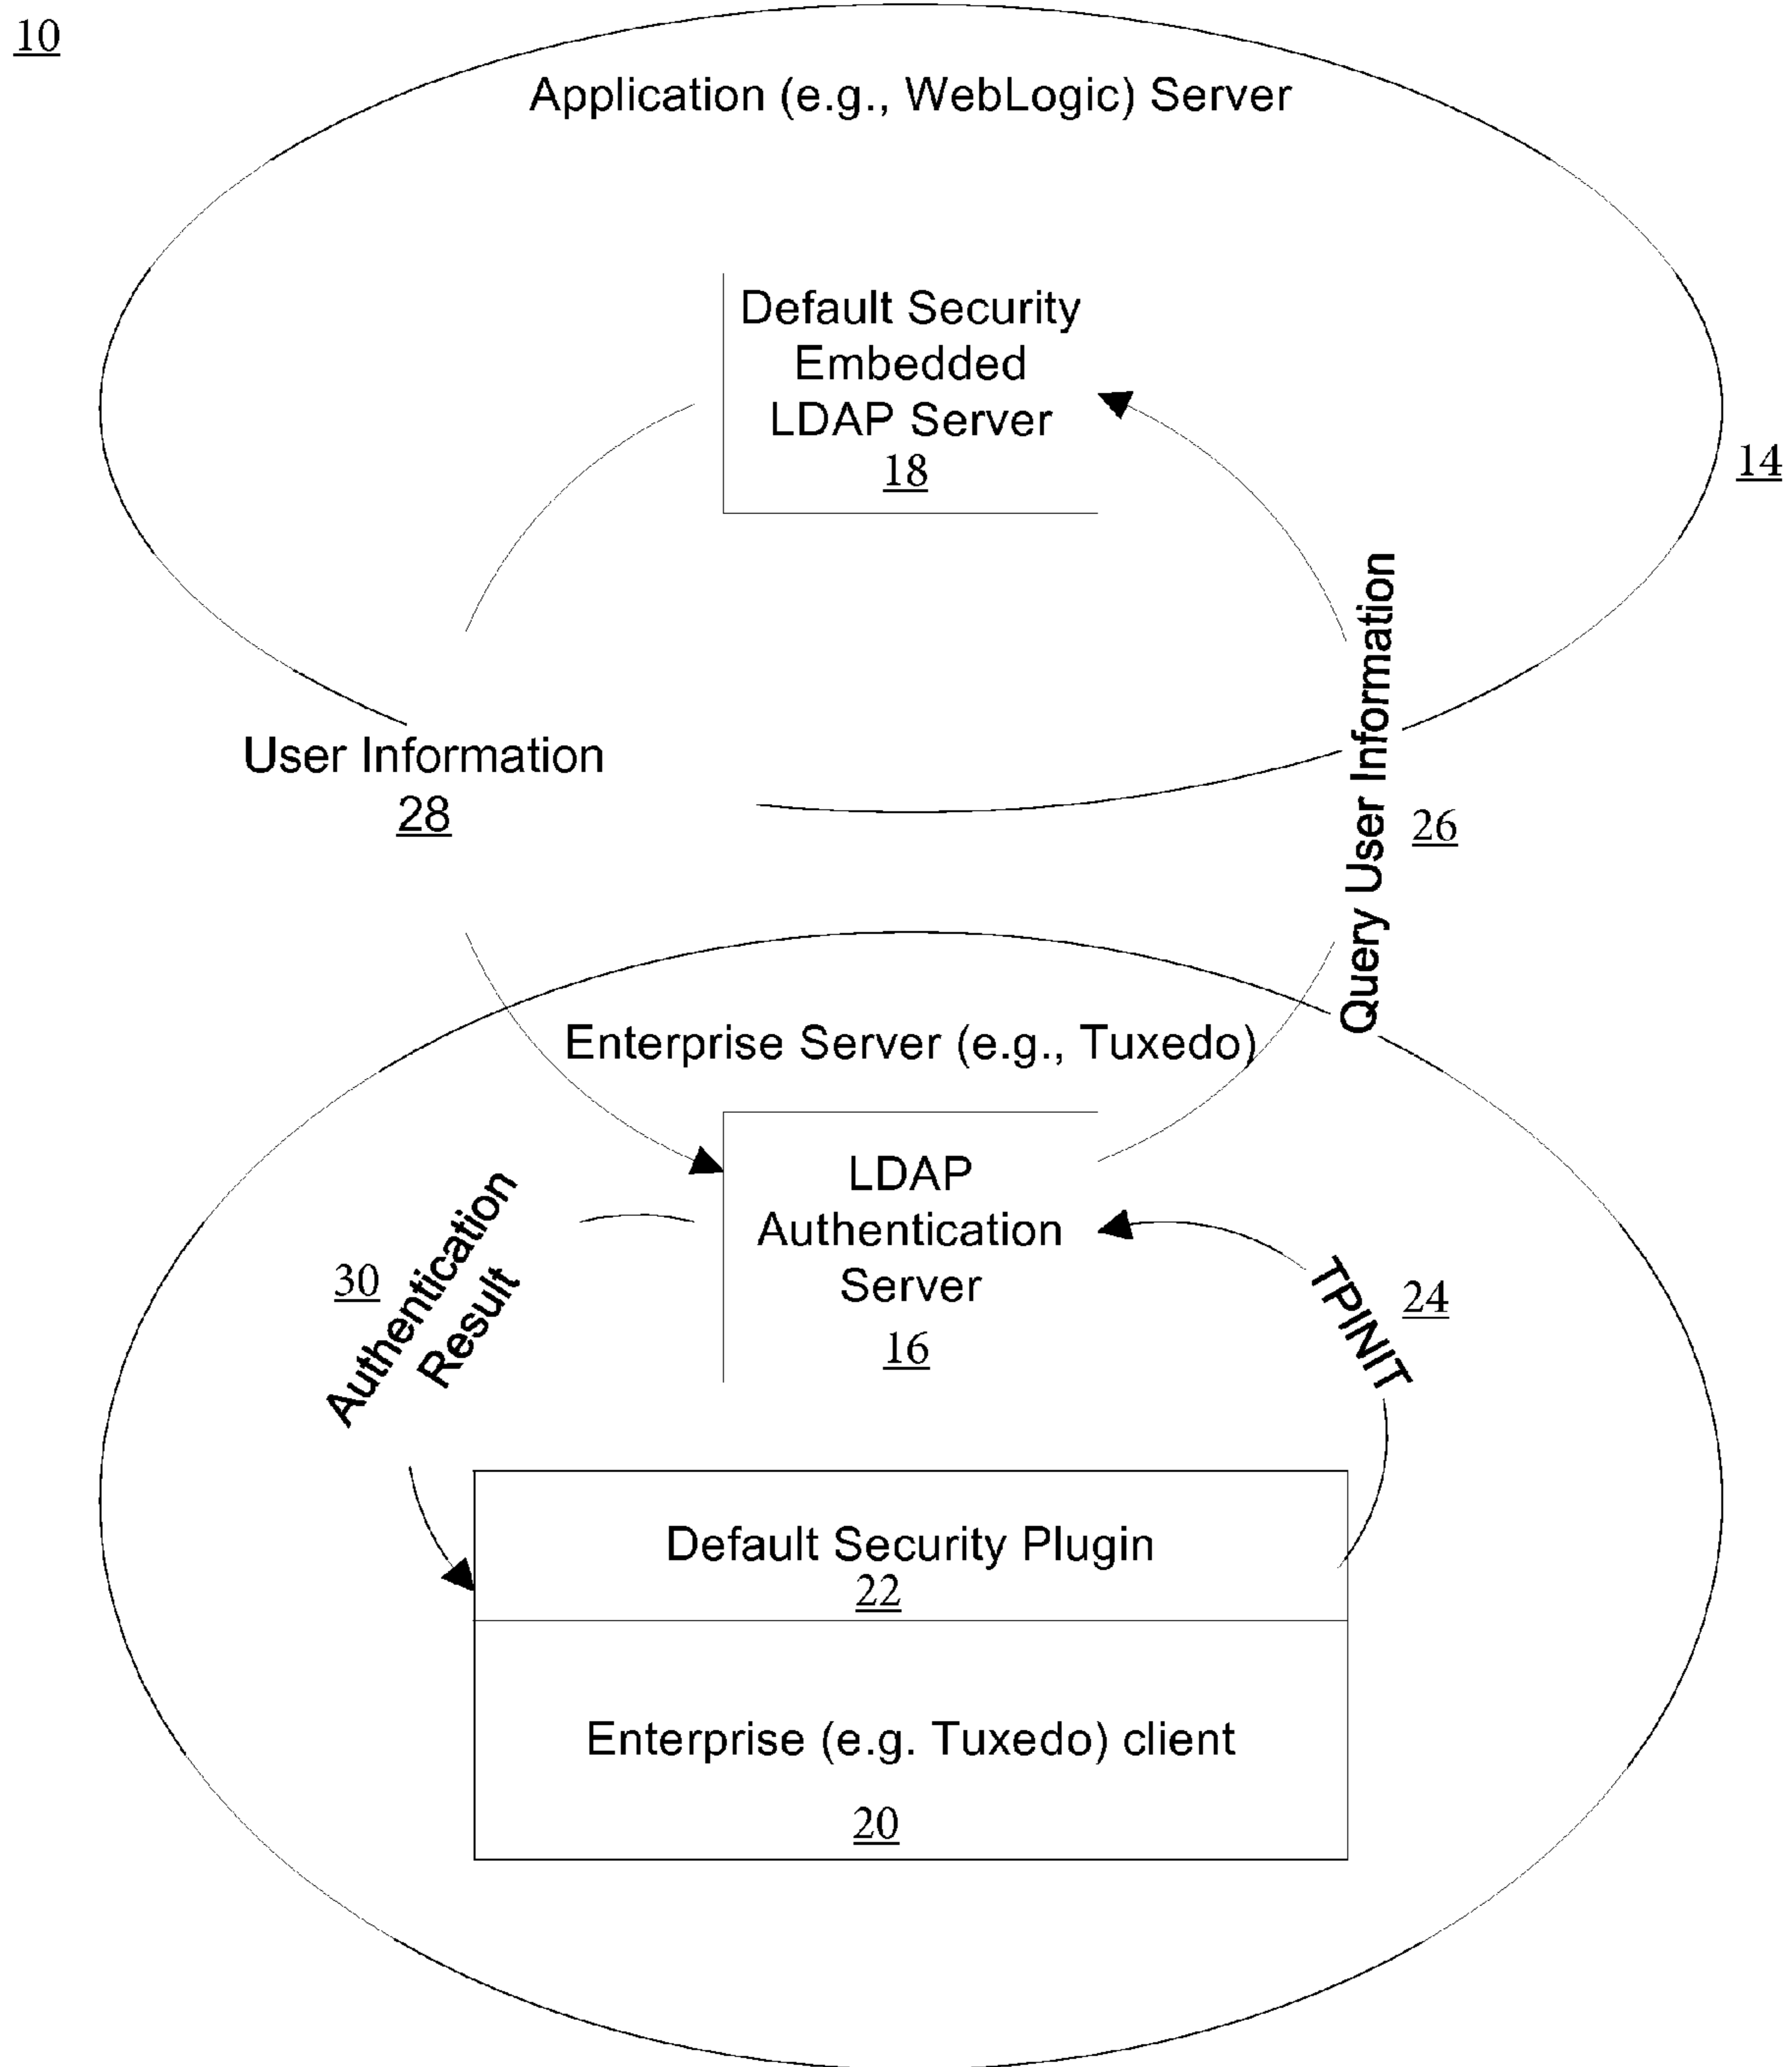 10
Application (e.g., WebLogic) Server
Default Security
Embedded
LDAP Server
18
14
User Information
28
Query User Information
26
Enterprise Server (e.g., Tuxedo)
LDAP
Authentication
Server
16
Authentication
Result
30
TPINIT
24
Default Security Plugin
22
Enterprise (e.g. Tuxedo) client
20